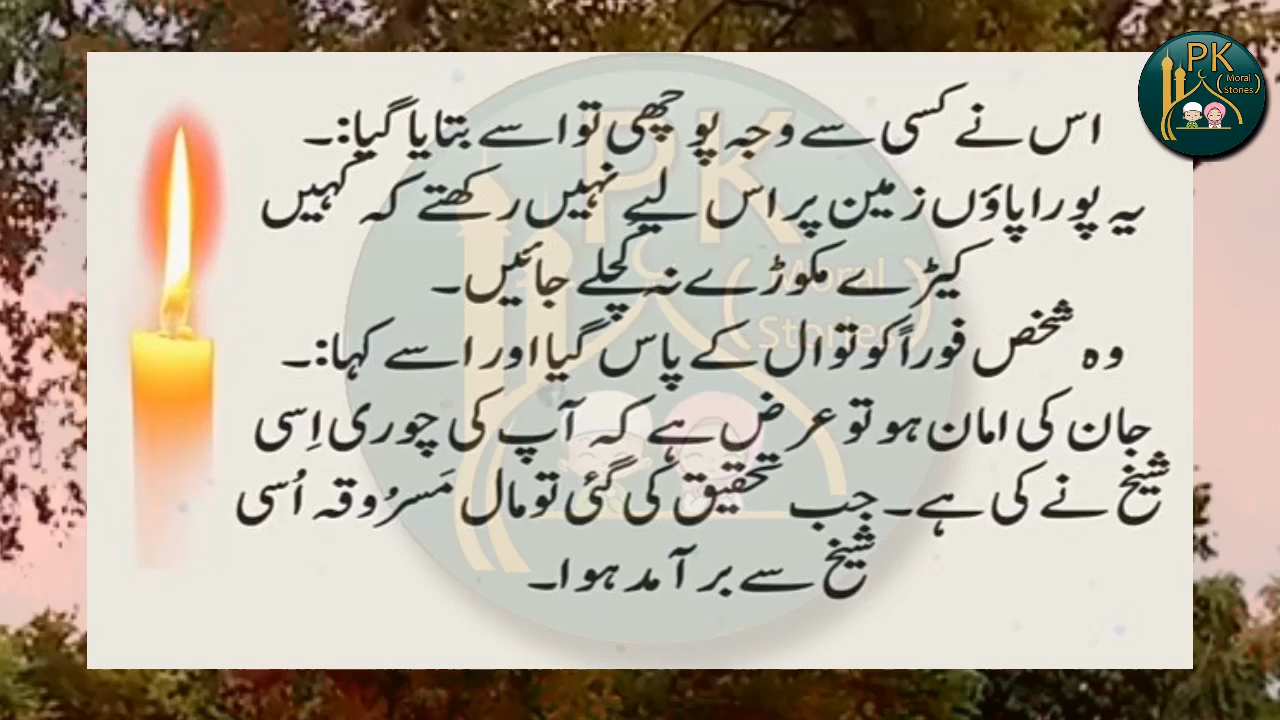 PK
(Moral
Stories)
اس نے کسی سے وجہ پوچھی تو اسے بتایا گیا:۔
یہ پورا پاؤں زمین پر اس لیے نہیں رکھتے کہ کہیں
کیڑے مکوڑے نہ کچلے جائیں۔
وہ شخص فوراً کوتوال کے پاس گیا اور اسے کہا:۔
جان کی امان ہو تو عرض ہے کہ آپ کی چوری اِسی
شیخ نے کی ہے۔ جب تحقیق کی گئی تو مال مَسرُوقہ اُسی
شیخ سے برآمد ہوا۔
PK
(Moral
Stories)